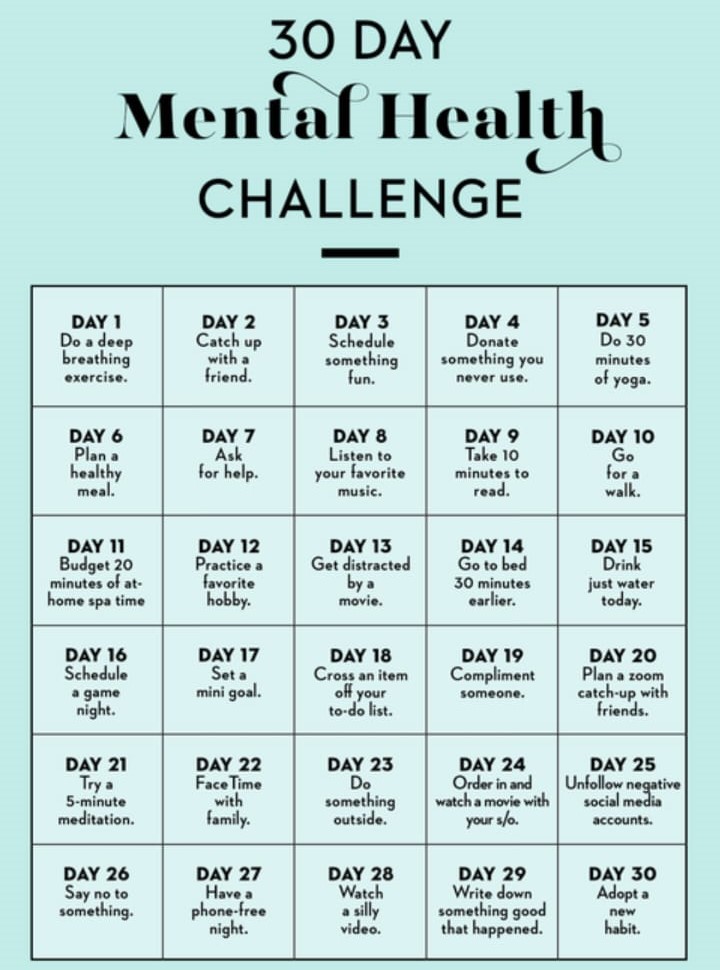 30 DAY
Mental Health
CHALLENGE
DAY 1
Do a deep
breathing
exercise.
DAY 2
Catch up
with a
friend.
DAY 3
Schedule
something
fun.
DAY 4
Donate
something you
never use.
DAY 5
Do 30
minutes
of yoga.
DAY 6
Plan a
healthy
meal.
DAY 7
Ask
for help.
DAY 8
Listen to
your favorite
music.
DAY 9
Take 10
minutes to
read.
DAY 10
Go
for a
walk.
DAY 11
Budget 20
minutes of at-
home spa time
DAY 12
Practice a
favorite
hobby.
DAY 13
Get distracted
by a
movie.
DAY 14
Go to bed
30 minutes
earlier.
DAY 15
Drink
just water
today.
DAY 16
Schedule
a game
night.
DAY 17
Set a
mini goal.
DAY 18
Cross an item
off your
to-do list.
DAY 19
Compliment
someone.
DAY 20
Plan a zoom
catch-up with
friends.
DAY 21
Try a
5-minute
meditation.
DAY 22
FaceTime
with
family.
DAY 23
Do
something
outside.
DAY 24
Order in and
watch a movie with
your s/o.
DAY 25
Unfollow negative
social media
accounts.
DAY 26
Say no to
something.
DAY 27
Have a
phone-free
night.
DAY 28
Watch
a silly
video.
DAY 29
Write down
something good
that happened.
DAY 30
Adopt a
new
habit.